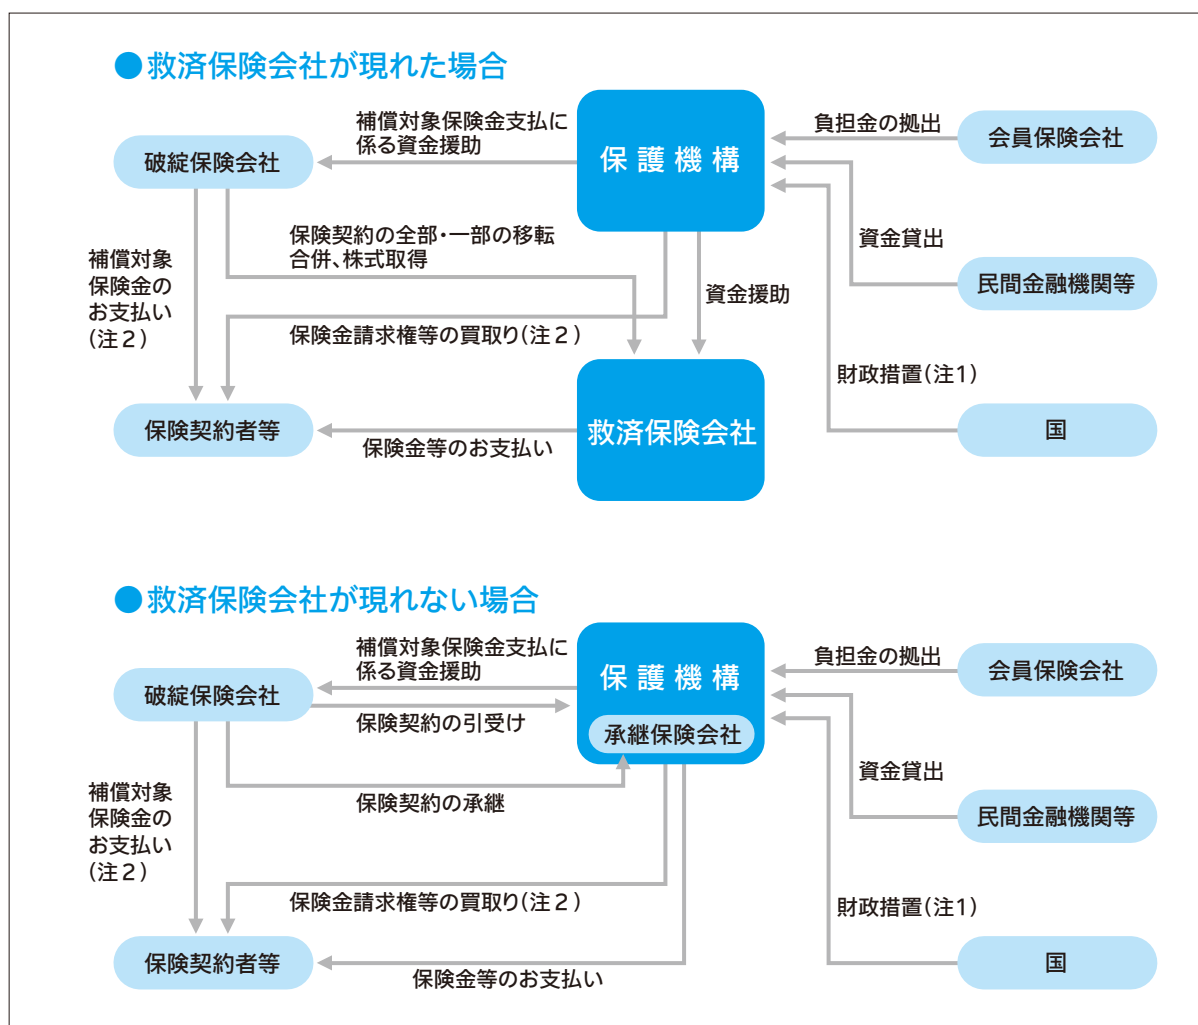 ●救済保険会社が現れた場合
補償対象保険金支払に
係る資金援助
破綻保険会社
保護機構
負担金の拠出
会員保険会社
保険契約の全部・一部の移転
合併、株式取得
補償対象
保険金の
お支払い
(注2)
資金援助
資金貸出
民間金融機関等
保険金請求権等の買取り(注2)
財政措置(注1)
保険契約者等
保険金等のお支払い
救済保険会社
国
●救済保険会社が現れない場合
補償対象保険金支払に
係る資金援助
破綻保険会社
保険契約の引受け
保護機構
承継保険会社
負担金の拠出
会員保険会社
保険契約の承継
補償対象
保険金の
お支払い
(注2)
資金貸出
民間金融機関等
保険金請求権等の買取り(注2)
財政措置(注1)
保険契約者等
保険金等のお支払い
国